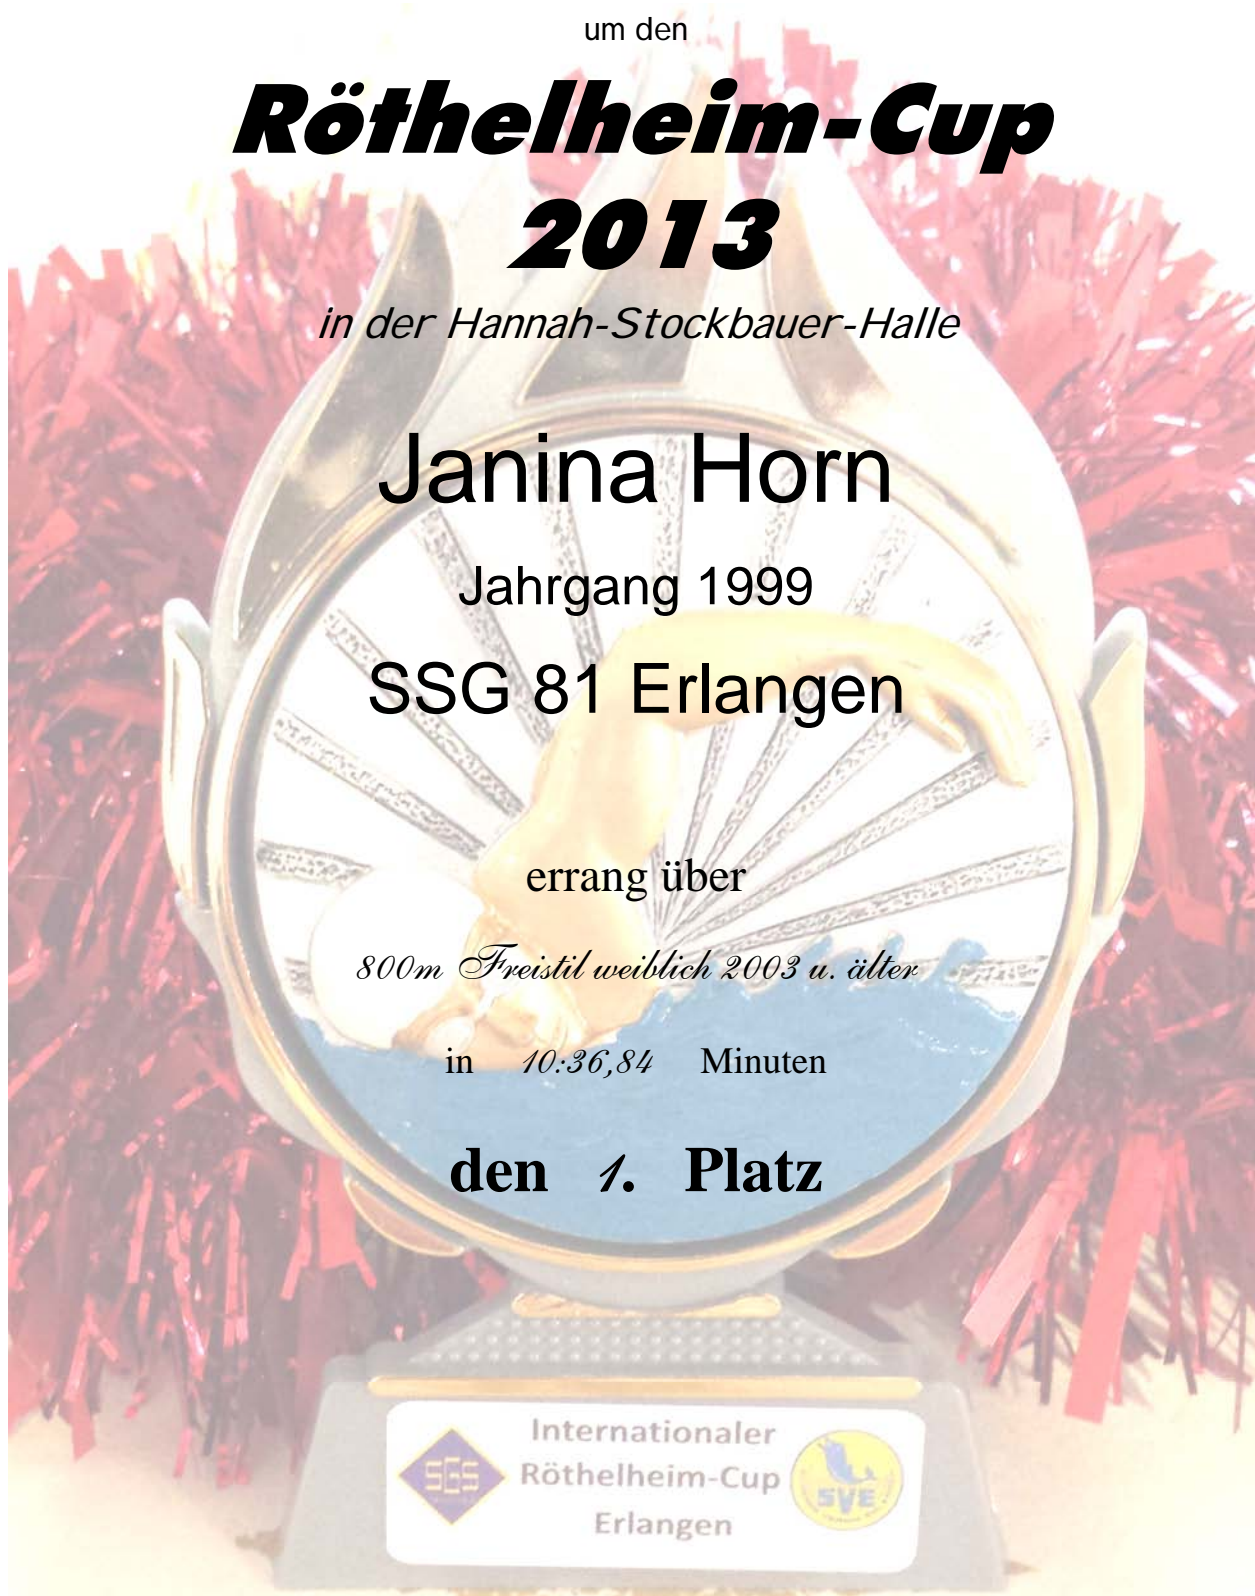 um den
Röthelheim-Cup
2013
in der Hannah-Stockbauer-Halle
Janina Horn
Jahrgang 1999
SSG 81 Erlangen
errang über
800m Freistil weiblich 2003 u. älter
in 10:36,84 Minuten
den 1. Platz
Internationaler
Röthelheim-Cup
Erlangen
SGS
SVE